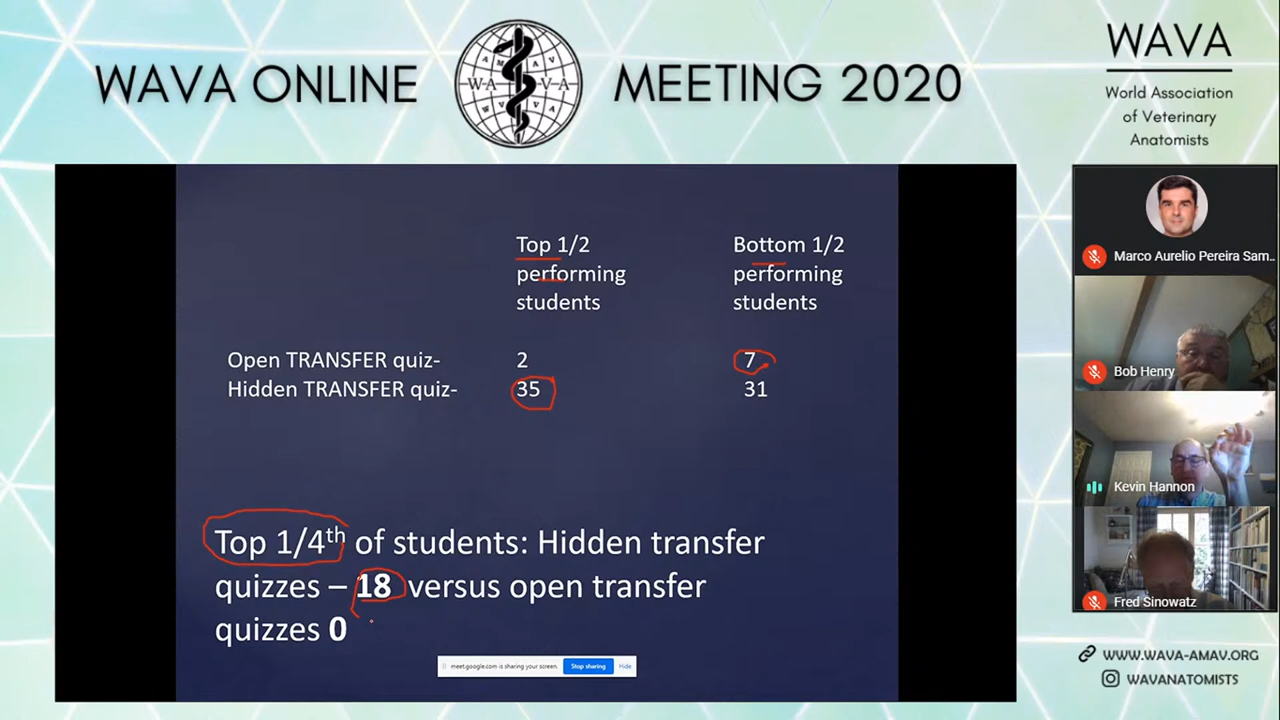 WAVA ONLINE
MEETING 2020
WAVA
World Association
of Veterinary
Anatomists
Top 1/2
performing
students
Bottom 1/2
performing
students
Open TRANSFER quiz-
2
7
Hidden TRANSFER quiz-
35
31
Top 1/4th of students: Hidden transfer
quizzes – 18 versus open transfer
quizzes 0
meet.google.com is sharing your screen.
Stop sharing
Hide
Marco Aurelio Pereira Sam...
Bob Henry
Kevin Hannon
Fred Sinowatz
WWW.WAVA-AMAV.ORG
WAVANATOMISTS